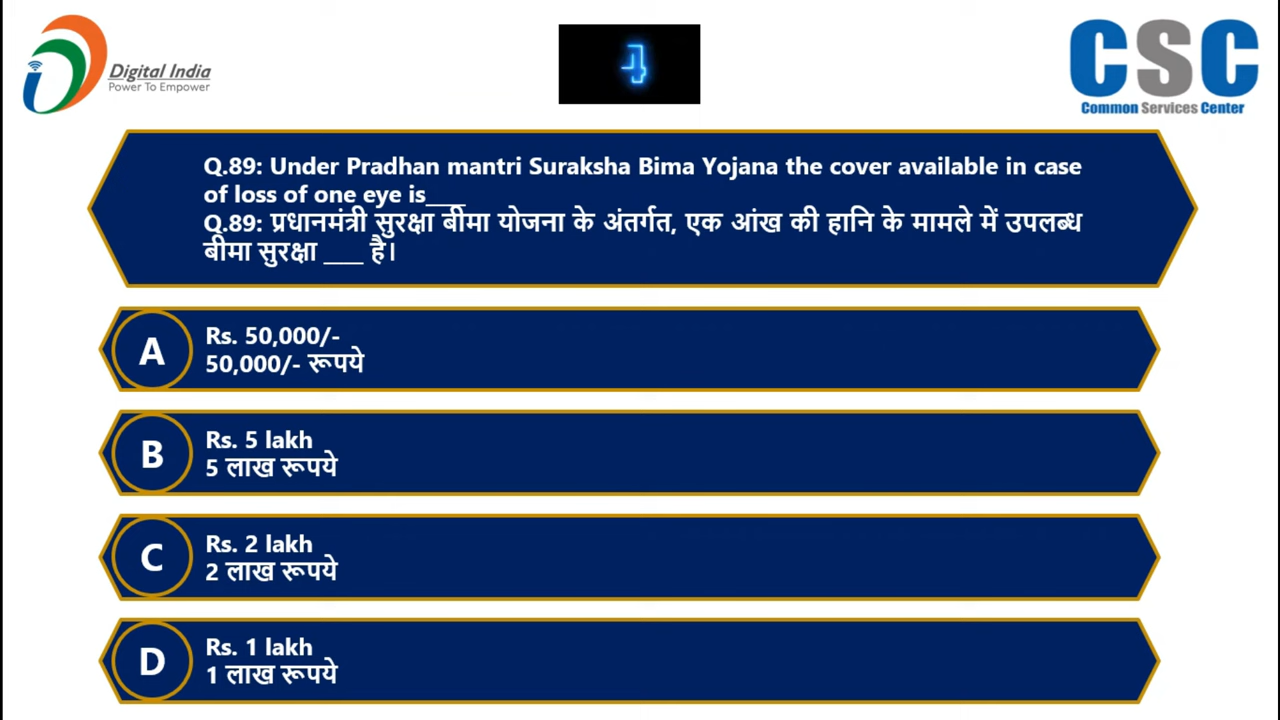 Digital India
Power To Empower
CSC
Common Services Center
Q.89: Under Pradhan mantri Suraksha Bima Yojana the cover available in case
of loss of one eye is____
Q.89: प्रधानमंत्री सुरक्षा बीमा योजना के अंतर्गत, एक आंख की हानि के मामले में उपलब्ध
बीमा सुरक्षा ___ है।
A
Rs. 50,000/-
50,000/- रूपये
B
Rs. 5 lakh
5 लाख रूपये
C
Rs. 2 lakh
2 लाख रूपये
D
Rs. 1 lakh
1 लाख रूपये